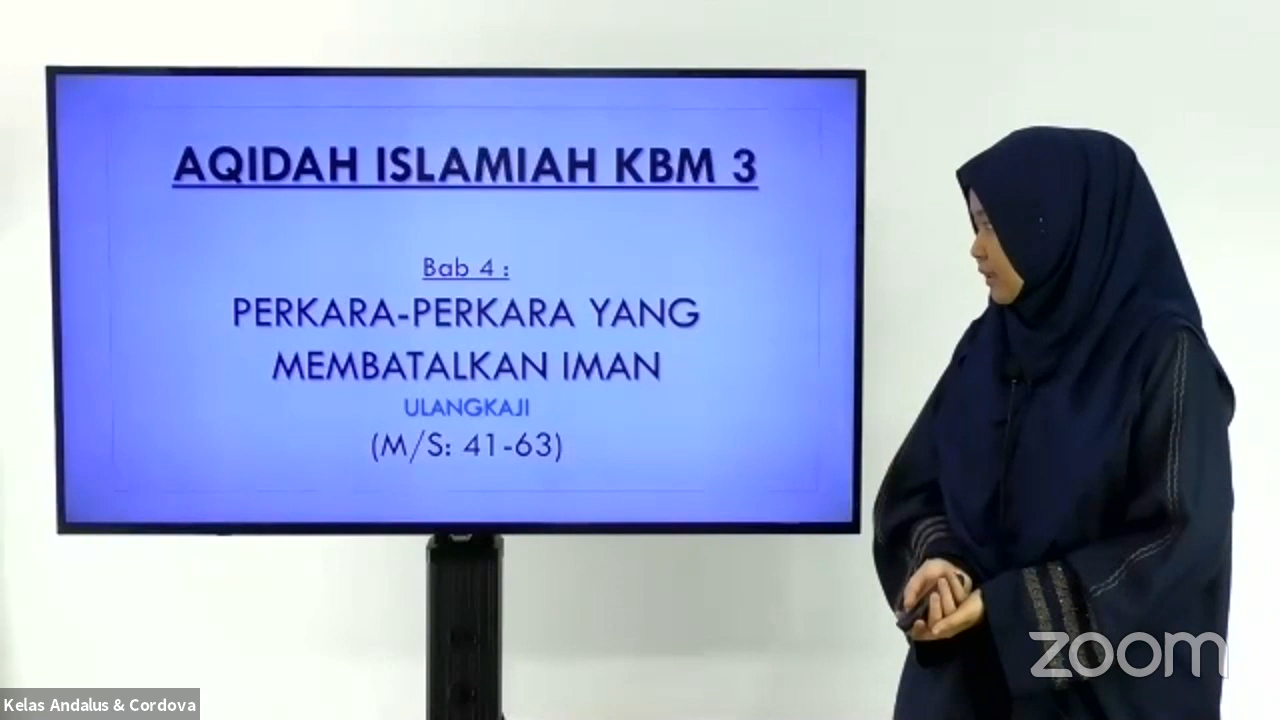 AQIDAH ISLAMIAH KBM 3
Bab 4 :
PERKARA-PERKARA YANG
MEMBATALKAN IMAN
ULANGKAJI
(M/S: 41-63)
zoom
Kelas Andalus & Cordova